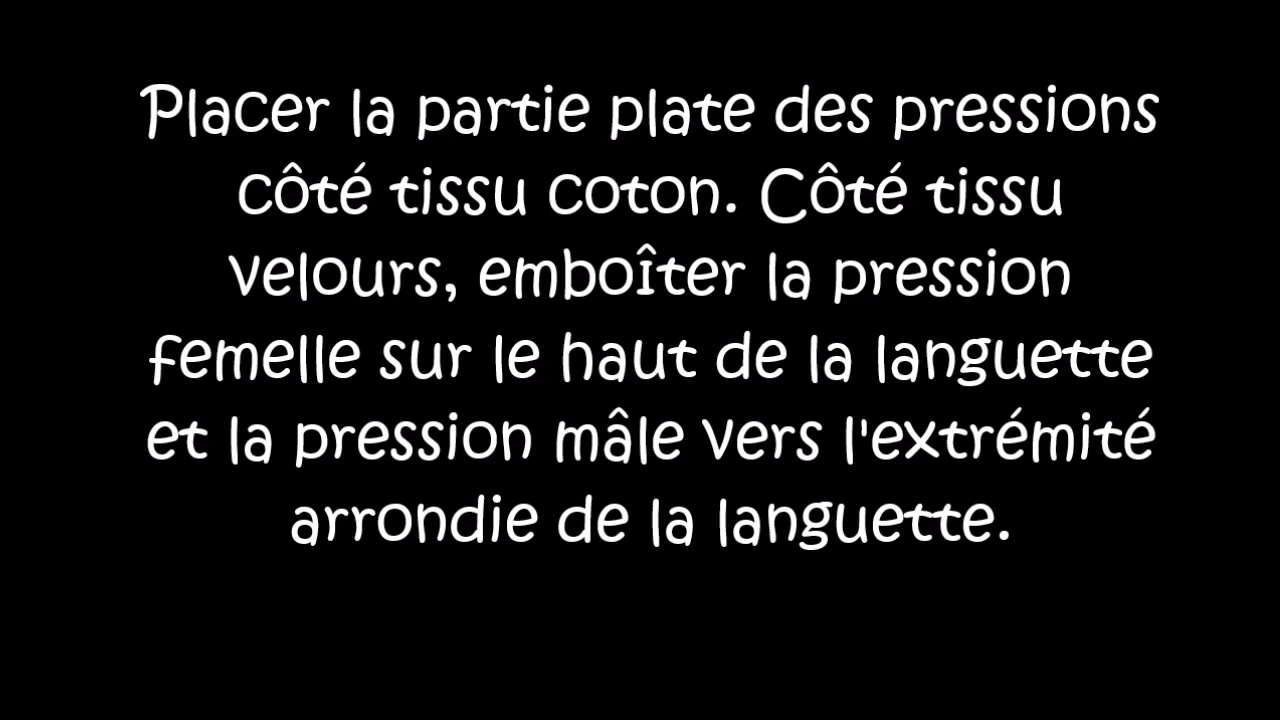 Placer la partie plate des pressions
côté tissu coton. Côté tissu
velours, emboîter la pression
femelle sur le haut de la languette
et la pression mâle vers l'extrémité
arrondie de la languette.